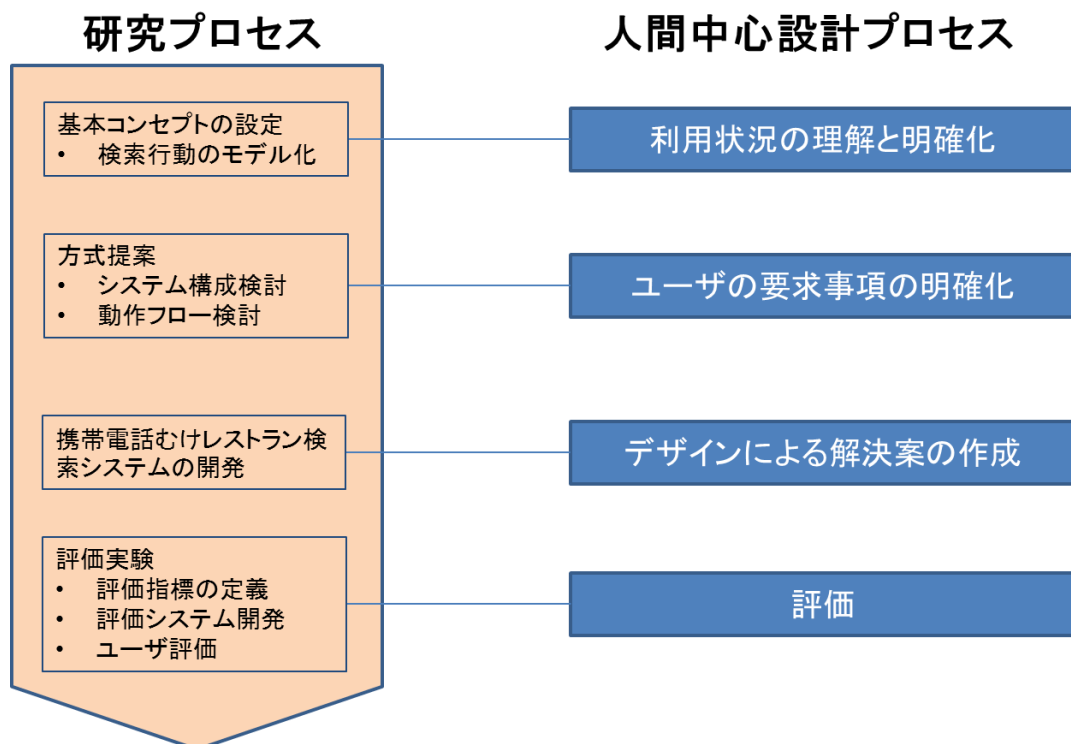 研究プロセス
人間中心設計プロセス
基本コンセプトの設定
• 検索行動のモデル化
利用状況の理解と明確化
方式提案
• システム構成検討
• 動作フロー検討
ユーザの要求事項の明確化
携帯電話むけレストラン検
索システムの開発
デザインによる解決案の作成
評価実験
• 評価指標の定義
• 評価システム開発
• ユーザ評価
評価